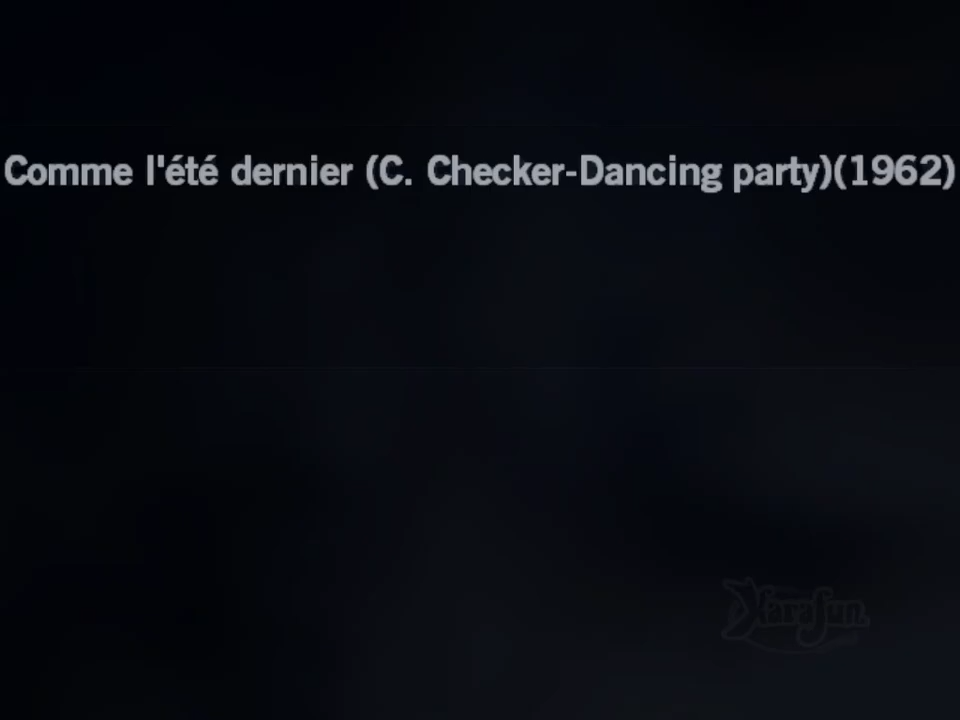 Comme l'été dernier (C. Checker-Dancing party)(1962)
Karafun